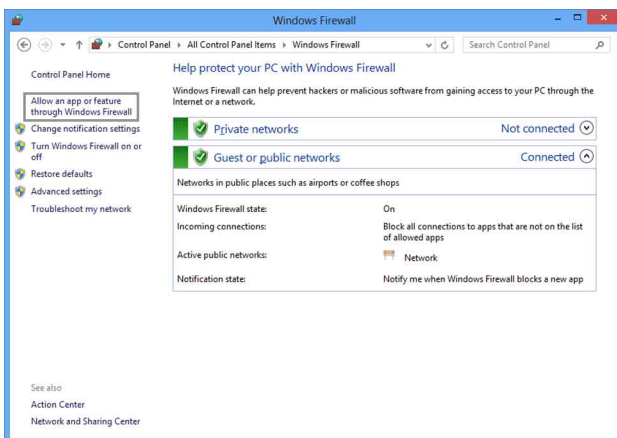 Windows Firewall
Control Panel ▸ All Control Panel Items ▸ Windows Firewall
Search Control Panel
Control Panel Home
Allow an app or feature
through Windows Firewall
Change notification settings
Turn Windows Firewall on or
off
Restore defaults
Advanced settings
Troubleshoot my network
See also
Action Center
Network and Sharing Center
Help protect your PC with Windows Firewall
Windows Firewall can help prevent hackers or malicious software from gaining access to your PC through the
Internet or a network.
Private networks Not connected
Guest or public networks Connected
Networks in public places such as airports or coffee shops
Windows Firewall state: On
Incoming connections: Block all connections to apps that are not on the list
of allowed apps
Active public networks: Network
Notification state: Notify me when Windows Firewall blocks a new app